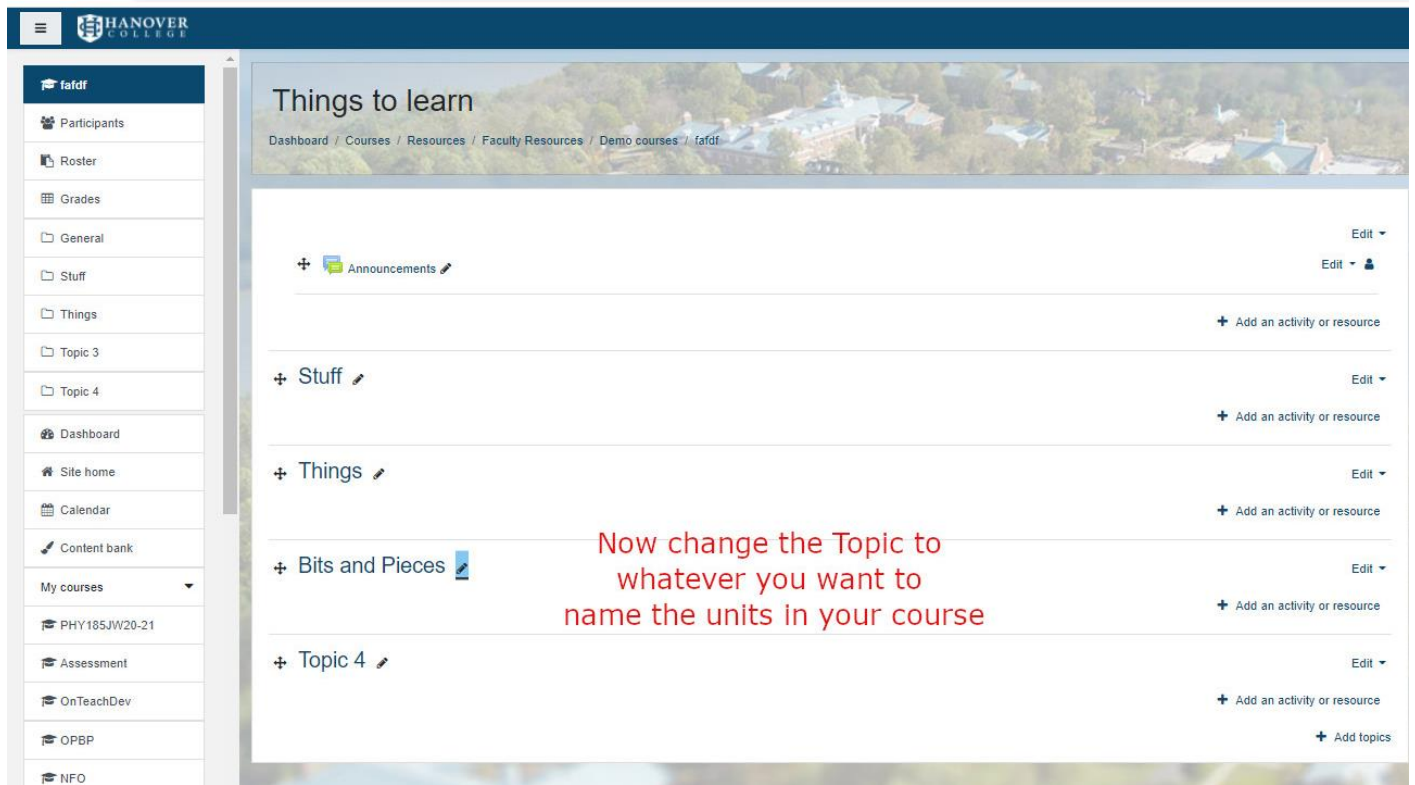 HANOVER
COLLEGE
fafdf
Participants
Roster
Grades
General
Stuff
Things
Topic 3
Topic 4
Dashboard
Site home
Calendar
Content bank
My courses
PHY185JW20-21
Assessment
OnTeachDev
OPBP
NFO
Things to learn
Dashboard / Courses / Resources / Faculty Resources / Demo courses / fafdf
Edit
Announcements Edit
+ Add an activity or resource
Stuff Edit
+ Add an activity or resource
Things Edit
+ Add an activity or resource
Bits and Pieces Edit
+ Add an activity or resource
Now change the Topic to
whatever you want to
name the units in your course
Topic 4 Edit
+ Add an activity or resource
+ Add topics